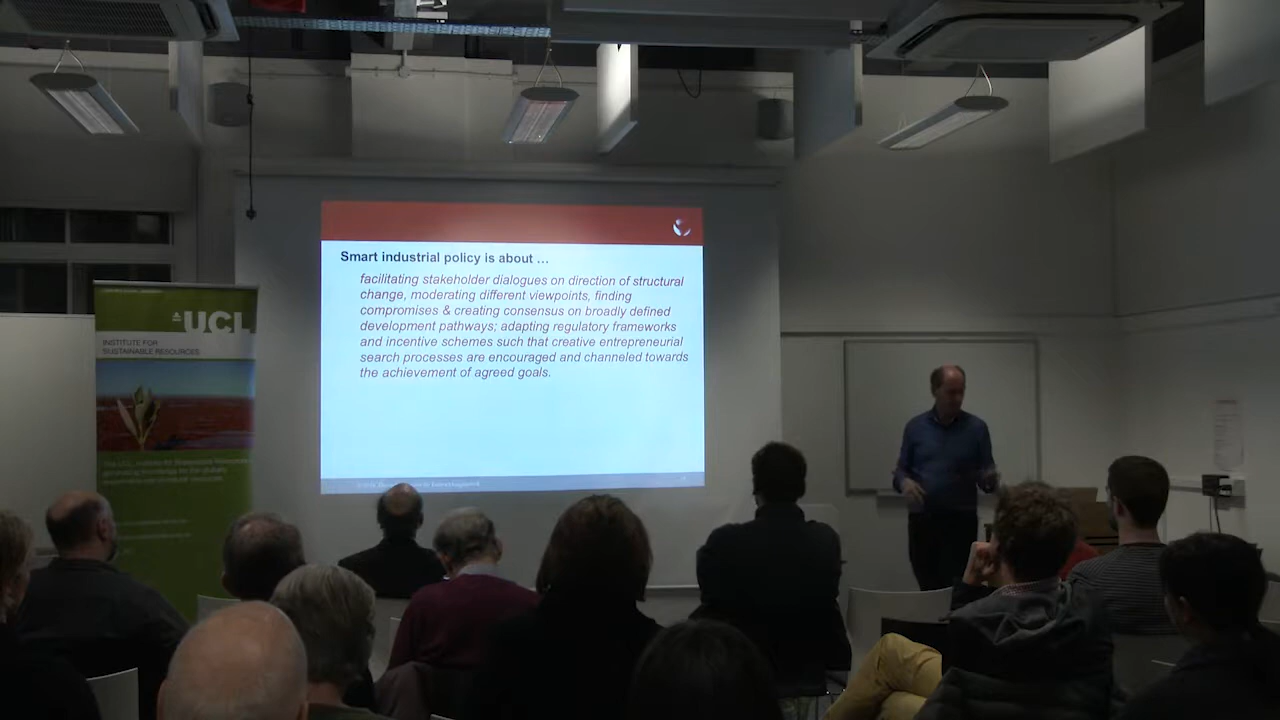 Smart industrial policy is about …
facilitating stakeholder dialogues on direction of structural
change, moderating different viewpoints, finding
compromises & creating consensus on broadly defined
development pathways; adapting regulatory frameworks
and incentive schemes such that creative entrepreneurial
search processes are encouraged and channeled towards
the achievement of agreed goals.
UCL
INSTITUTE FOR
SUSTAINABLE RESOURCES